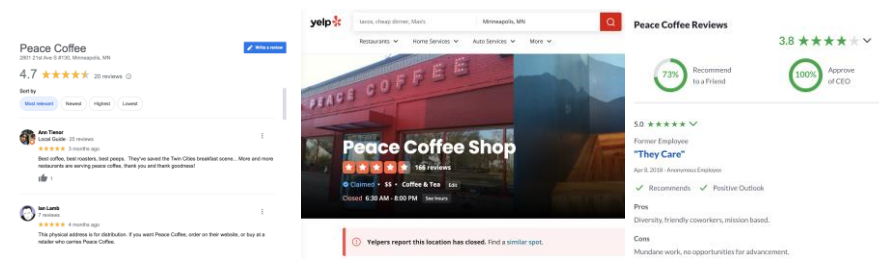 Peace Coffee
2801 21st Ave S #130, Minneapolis, MN
Write a review
4.7
20 reviews
Sort by
Most relevant
Newest
Highest
Lowest
Ann Tienor
Local Guide · 25 reviews
3 months ago
Best coffee, best roasters, best peeps. They've saved the Twin Cities breakfast scene... More and more
restaurants are serving peace coffee, thank you and thank goodness!
1
Ian Lamb
7 reviews
4 months ago
This physical address is for distribution. If you want Peace Coffee, order on their website, or buy at a
retailer who carries Peace Coffee.
yelp
tacos, cheap dinner, Max's
Minneapolis, MN
Restaurants
Home Services
Auto Services
More
PEACE COFFEE
Peace Coffee Shop
166 reviews
Claimed • $$ • Coffee & Tea
Edit
Closed 6:30 AM - 8:00 PM
See hours
Yelpers report this location has closed. Find a similar spot.
Peace Coffee Reviews
3.8
73%
Recommend
to a Friend
100%
Approve
of CEO
5.0
Former Employee
"They Care"
Apr 8, 2018 - Anonymous Employee
Recommends
Positive Outlook
Pros
Diversity, friendly coworkers, mission based.
Cons
Mundane work, no opportunities for advancement.